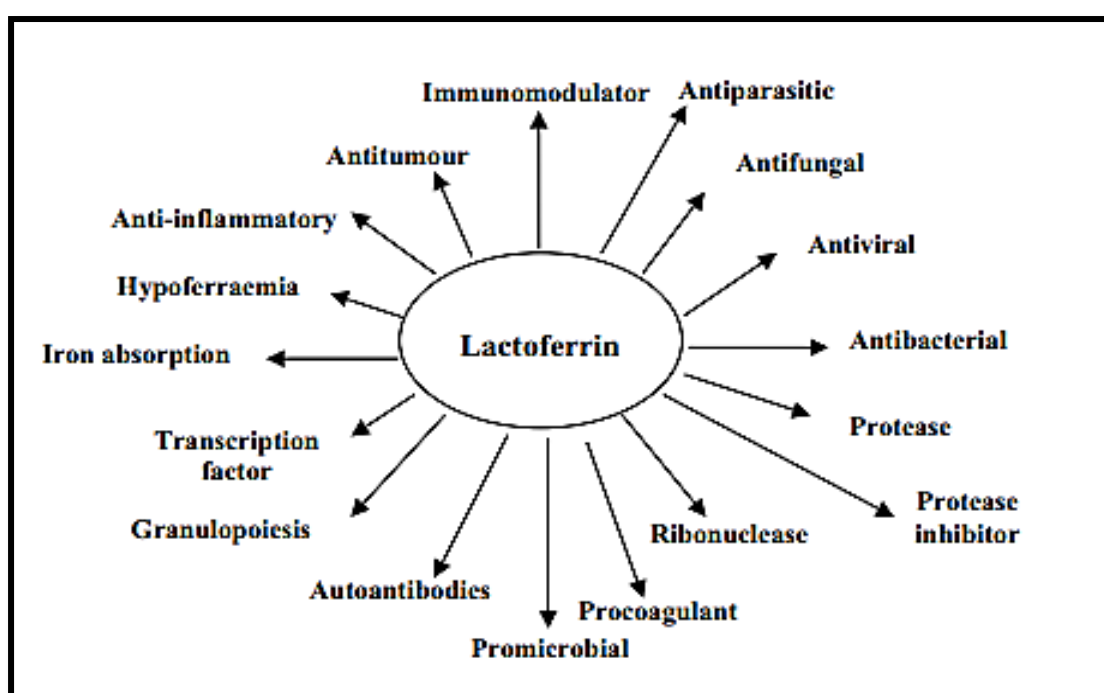 Immunomodulator
Antiparasitic
Antitumour
Antifungal
Anti-inflammatory
Antiviral
Hypoferraemia
Lactoferrin
Antibacterial
Iron absorption
Protease
Transcription
factor
Protease
inhibitor
Granulopoiesis
Ribonuclease
Autoantibodies
Procoagulant
Promicrobial